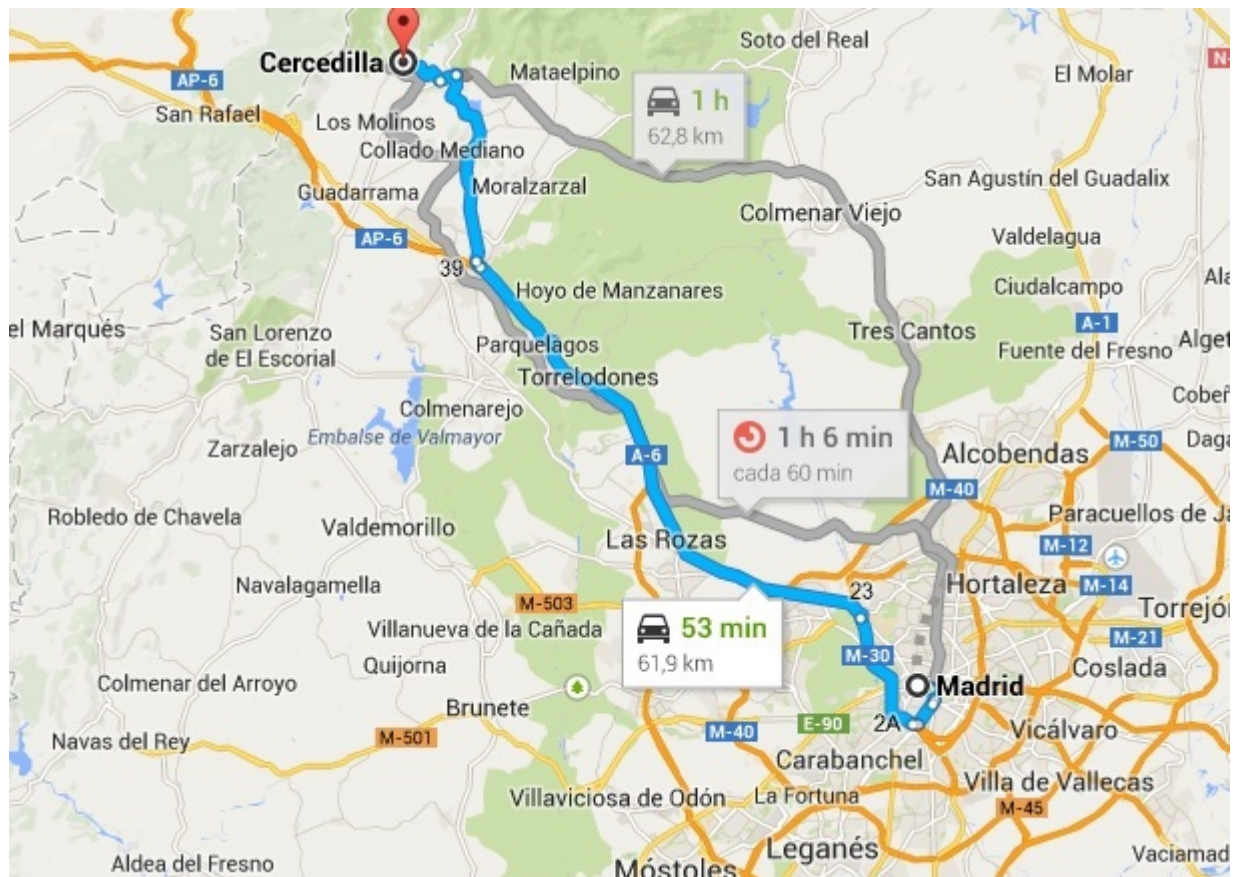 Soto del Real
Cercedilla
Mataelpino
El Molar
AP-6
1 h
62,8 km
San Rafael
Los Molinos
Collado Mediano
Moralzarzal
Guadarrama
San Agustín del Guadalix
Colmenar Viejo
AP-6
Valdelagua
39
Hoyo de Manzanares
Ciudalcampo
el Marqués
San Lorenzo
de El Escorial
Parquelagos
Tres Cantos
A-1
Fuente del Fresno
Torrelodones
Colmenarejo
Embalse de Valmayor
Zarzalejo
A-6
1 h 6 min
cada 60 min
Alcobendas
M-50
M-40
Robledo de Chavela
Valdemorillo
Las Rozas
Paracuellos de
M-12
Navalagamella
M-503
23
Hortaleza
M-14
Torrejón
Villanueva de la Cañada
53 min
61,9 km
M-30
M-21
Quijorna
Coslada
Colmenar del Arroyo
Madrid
Brunete
E-90
2A
Navas del Rey
M-501
M-40
Vicálvaro
Carabanchel
Villa de Vallecas
Villaviciosa de Odón
La Fortuna
M-45
Leganés
Aldea del Fresno
Móstoles